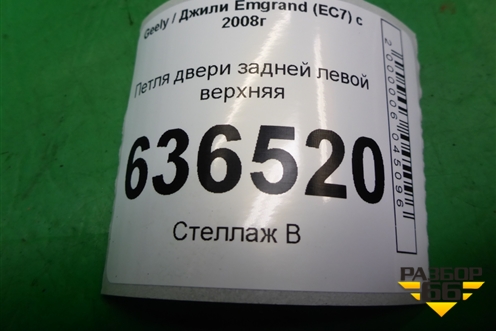 Geely / Джили Emgrand (EC7) с
2008г
Петля двери задней левой
верхняя
636520
Стеллаж В
2000006045096
РАЗБОР
66